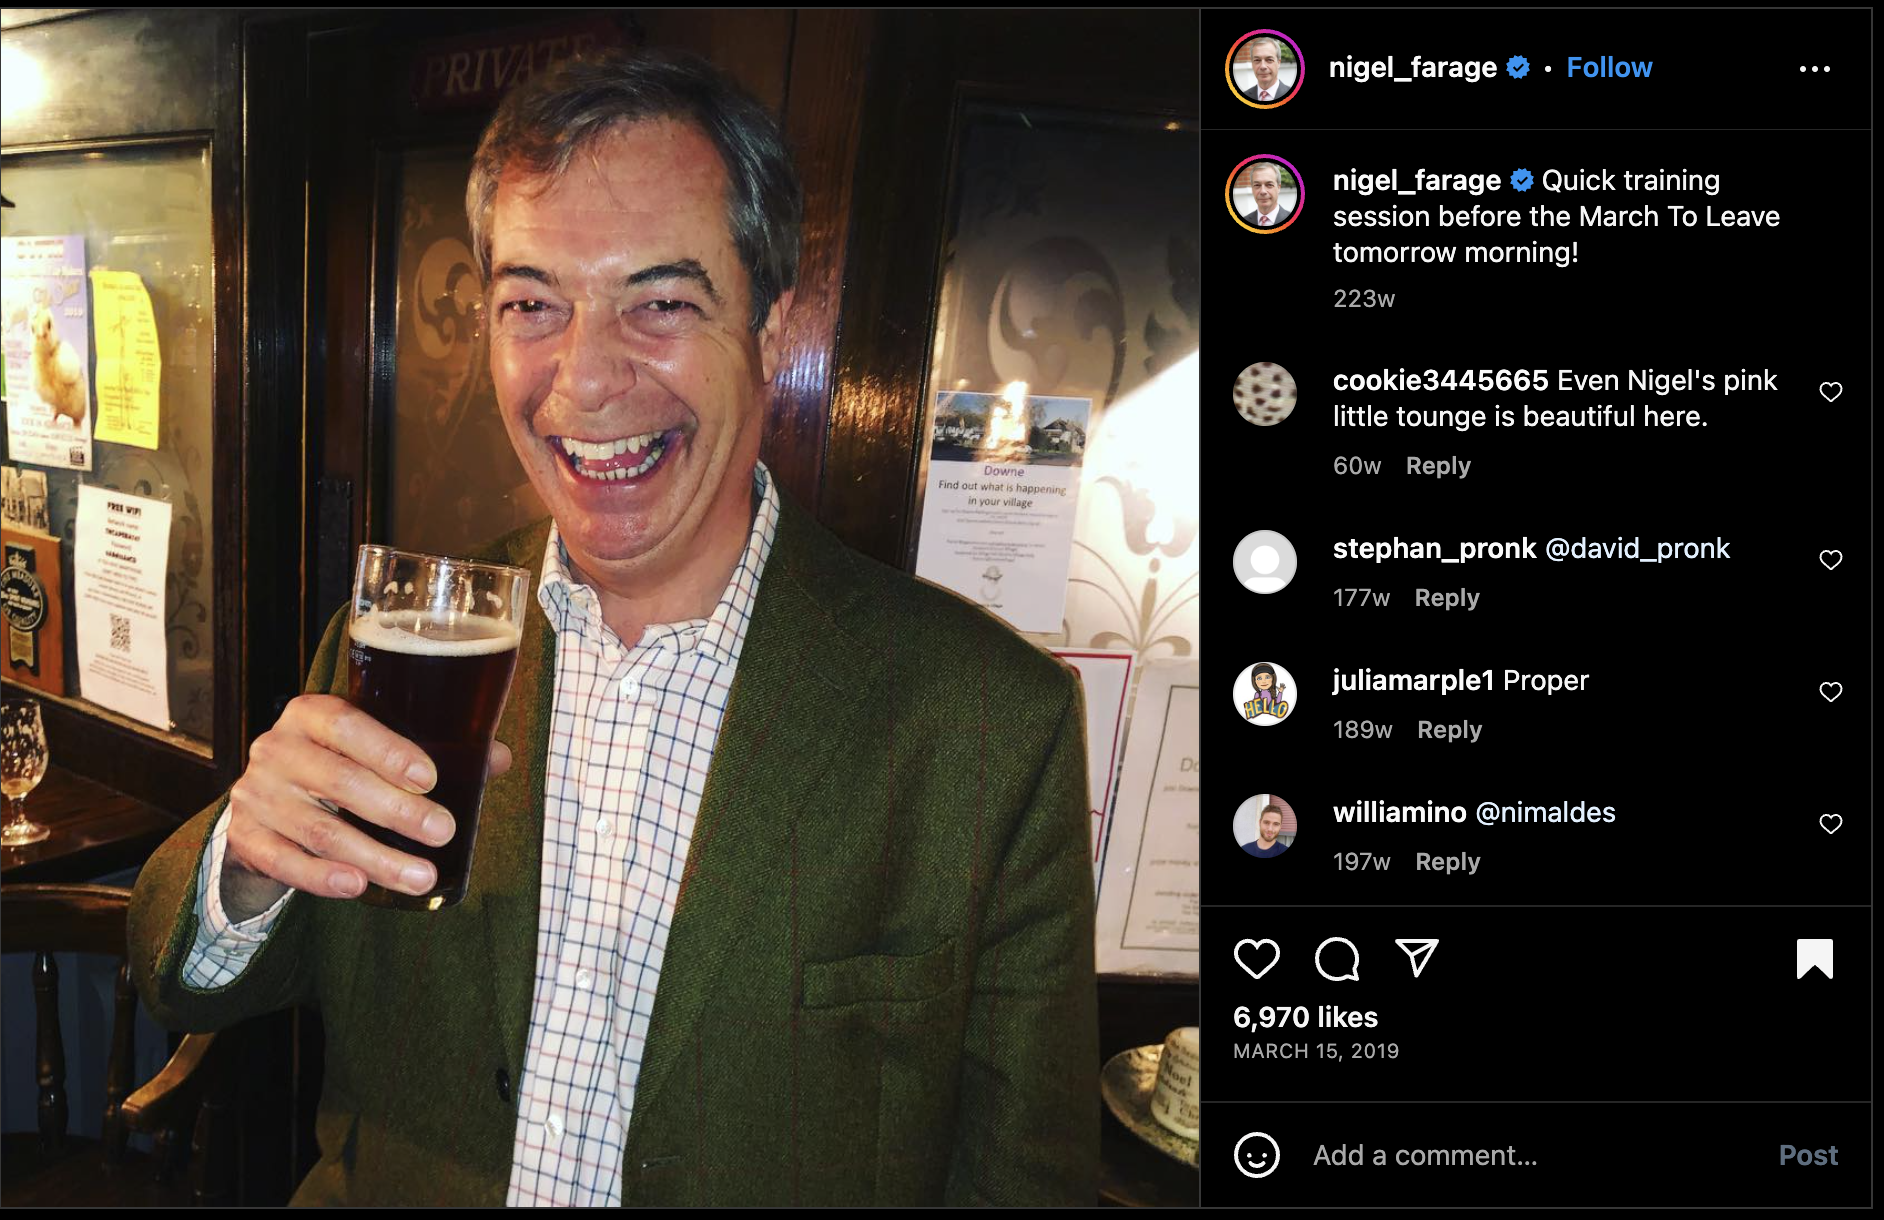 PRIVATE
2019
FREE WIFI
Downe
Find out what is happening
in your village
Noel
nigel_farage • Follow
nigel_farage Quick training
session before the March To Leave
tomorrow morning!
223w
cookie3445665 Even Nigel's pink
little tounge is beautiful here.
60w Reply
stephan_pronk @david_pronk
177w Reply
HELLO
juliamarple1 Proper
189w Reply
williamino @nimaldes
197w Reply
6,970 likes
MARCH 15, 2019
Add a comment...
Post